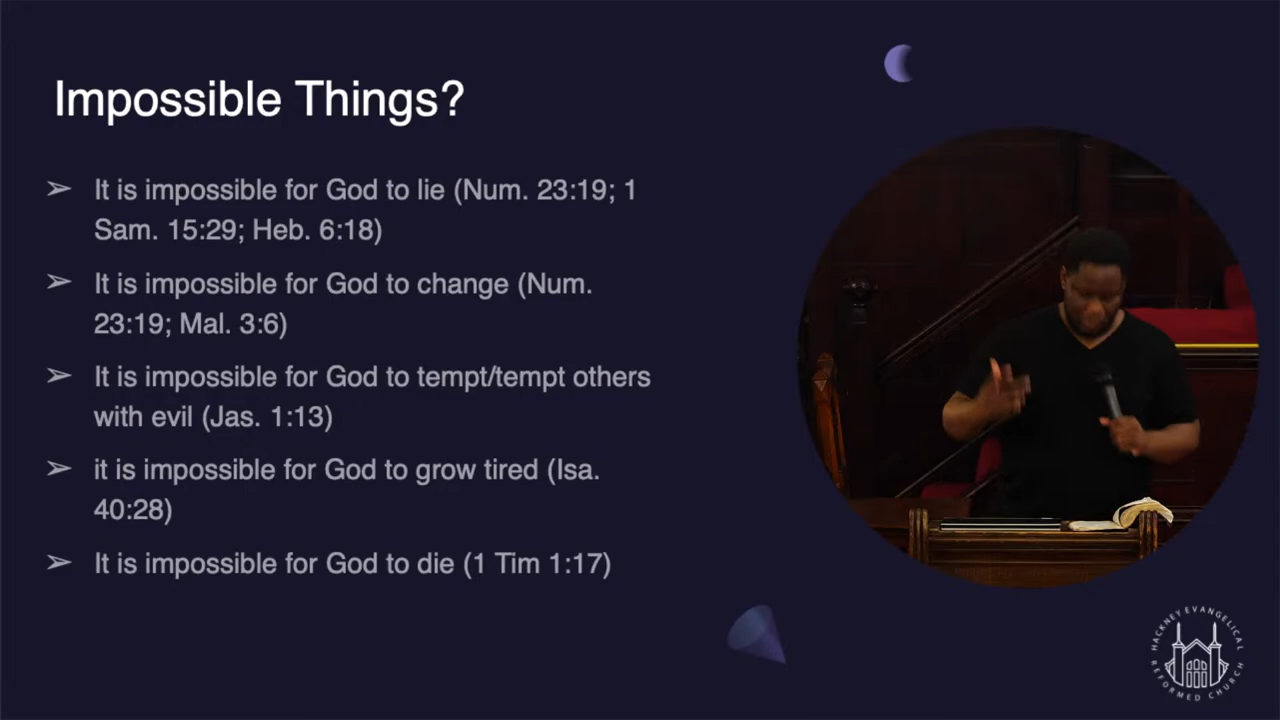 Impossible Things?
➢ It is impossible for God to lie (Num. 23:19; 1
Sam. 15:29; Heb. 6:18)
➢ It is impossible for God to change (Num.
23:19; Mal. 3:6)
➢ It is impossible for God to tempt/tempt others
with evil (Jas. 1:13)
➢ it is impossible for God to grow tired (Isa.
40:28)
➢ It is impossible for God to die (1 Tim 1:17)
HACKNEY EVANGELICAL
REFORMED CHURCH